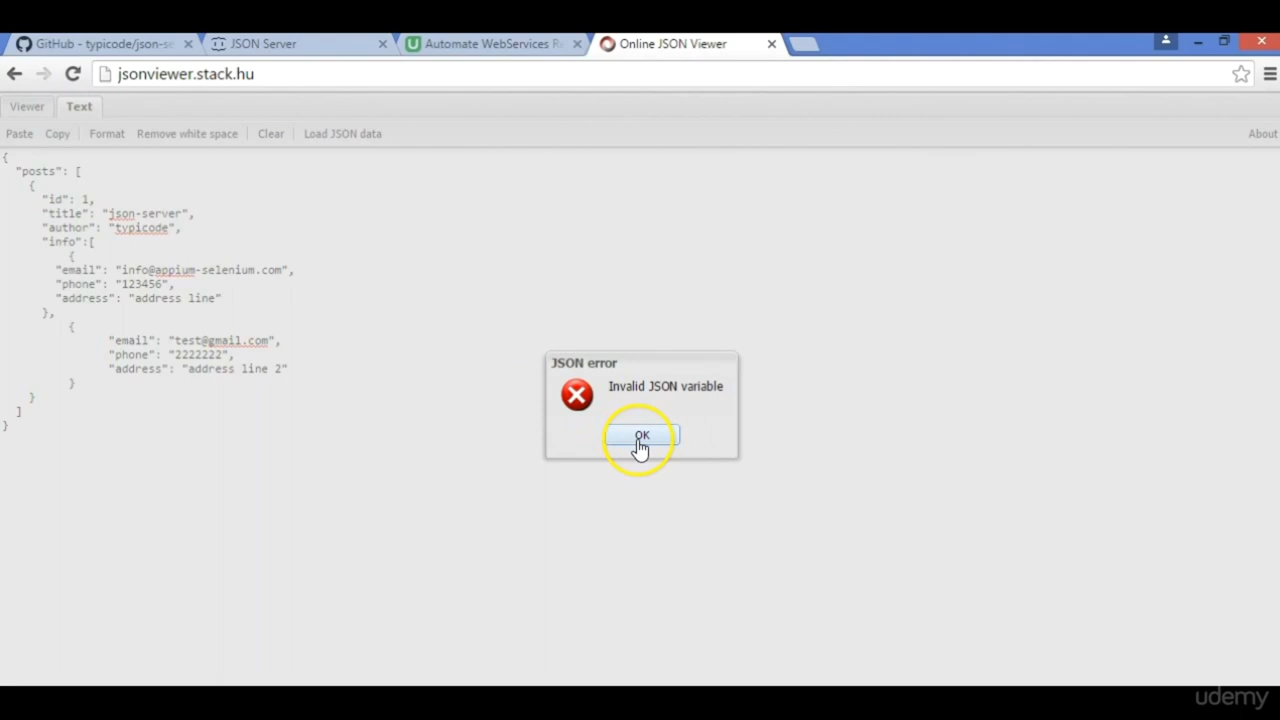 GitHub - typicode/json-se
JSON Server
Automate WebServices R
Online JSON Viewer
jsonviewer.stack.hu
Viewer Text
Paste Copy Format Remove white space Clear Load JSON data About
{
"posts": [
{
"id": 1,
"title": "json-server",
"author": "typicode",
"info":[
{
"email": "info@appium-selenium.com",
"phone": "123456",
"address": "address line"
},
{
"email": "test@gmail.com",
"phone": "2222222",
"address": "address line 2"
}
}
]
}
JSON error
Invalid JSON variable
OK
udemy